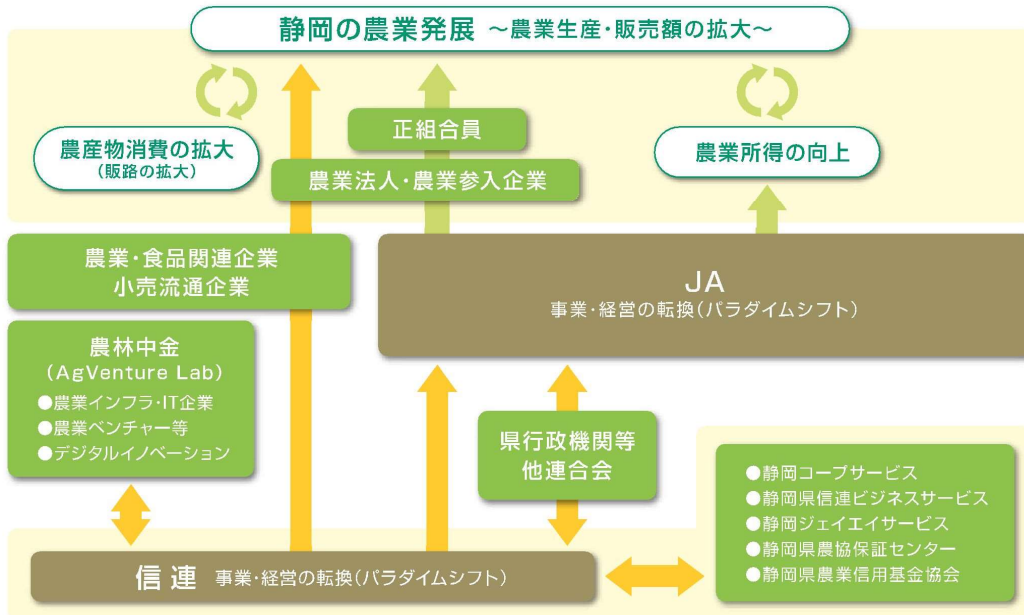 静岡の農業発展 ～農業生産・販売額の拡大～
正組合員
農産物消費の拡大
(販路の拡大)
農業所得の向上
農業法人・農業参入企業
農業・食品関連企業
小売流通企業
JA
事業・経営の転換(パラダイムシフト)
農林中金
(AgVenture Lab)
●農業インフラ・IT企業
●農業ベンチャー等
●デジタルイノベーション
県行政機関等
他連合会
●静岡コープサービス
●静岡県信連ビジネスサービス
●静岡ジェイエイサービス
●静岡県農協保証センター
●静岡県農業信用基金協会
信連 事業・経営の転換(パラダイムシフト)